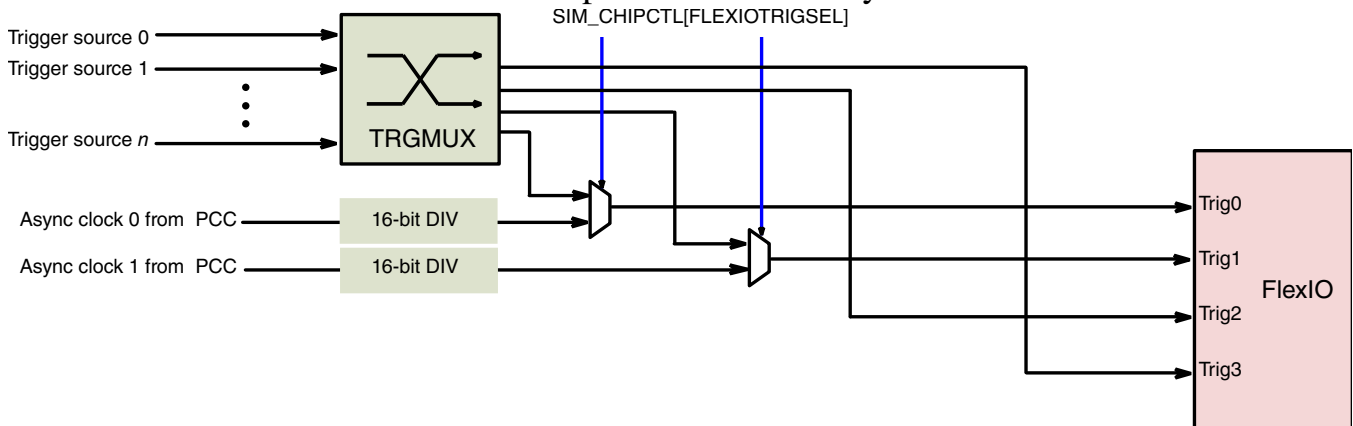 SIM_CHIPCTL[FLEXIOTRIGSEL]
Trigger source 0
Trigger source 1
Trigger source n
TRGMUX
Async clock 0 from PCC
16-bit DIV
Async clock 1 from PCC
16-bit DIV
Trig0
Trig1
FlexIO
Trig2
Trig3